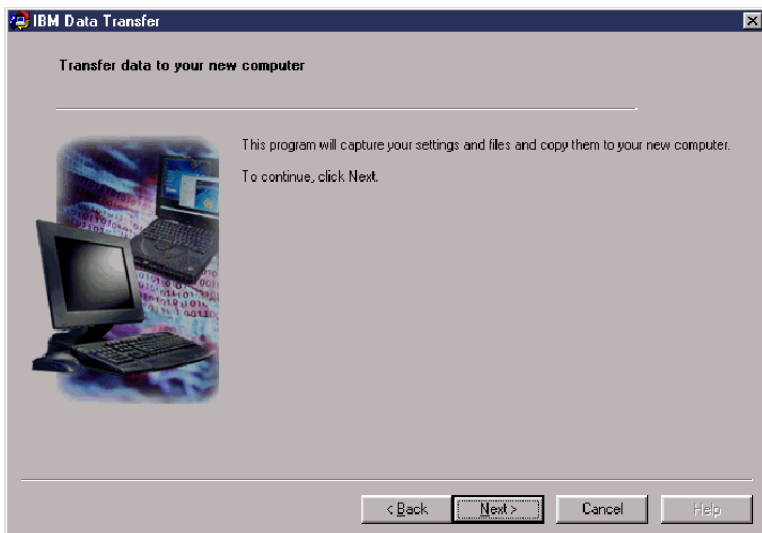 IBM Data Transfer
Transfer data to your new computer
This program will capture your settings and files and copy them to your new computer.
To continue, click Next.
< Back
Next >
Cancel
Help